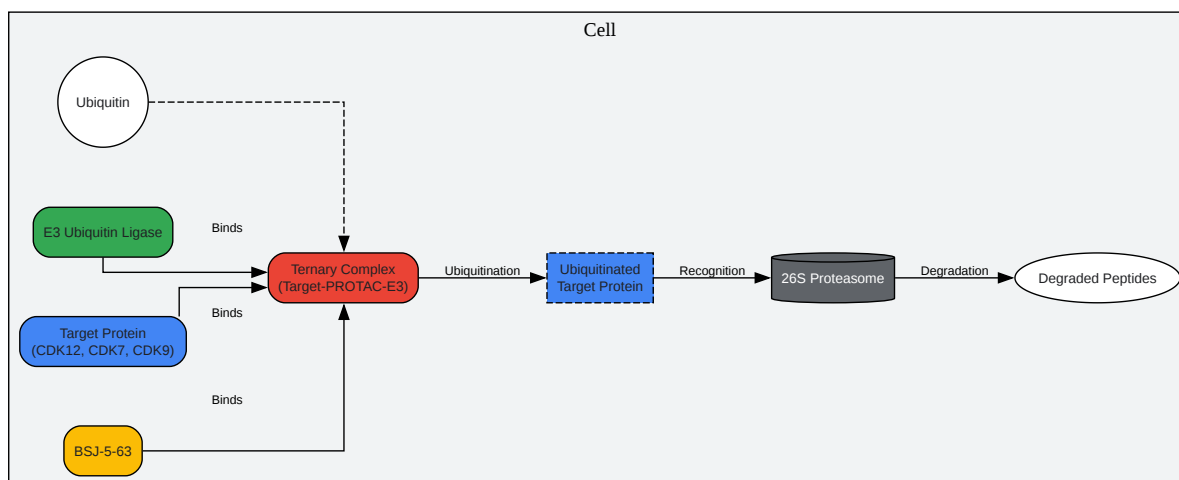 Cell
Ubiquitin
E3 Ubiquitin Ligase
Binds
Ternary Complex
(Target-PROTAC-E3)
Ubiquitination
Ubiquitinated
Target Protein
Recognition
26S Proteasome
Degradation
Degraded Peptides
Binds
Target Protein
(CDK12, CDK7, CDK9)
Binds
BSJ-5-63